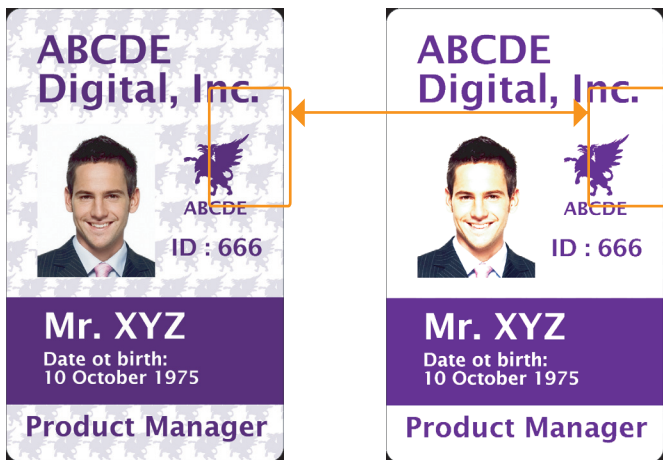 ABCDE
Digital, Inc.
ABCDE
ID : 666
Mr. XYZ
Date ot birth:
10 October 1975
Product Manager
ABCDE
Digital, Inc.
ABCDE
ID : 666
Mr. XYZ
Date ot birth:
10 October 1975
Product Manager